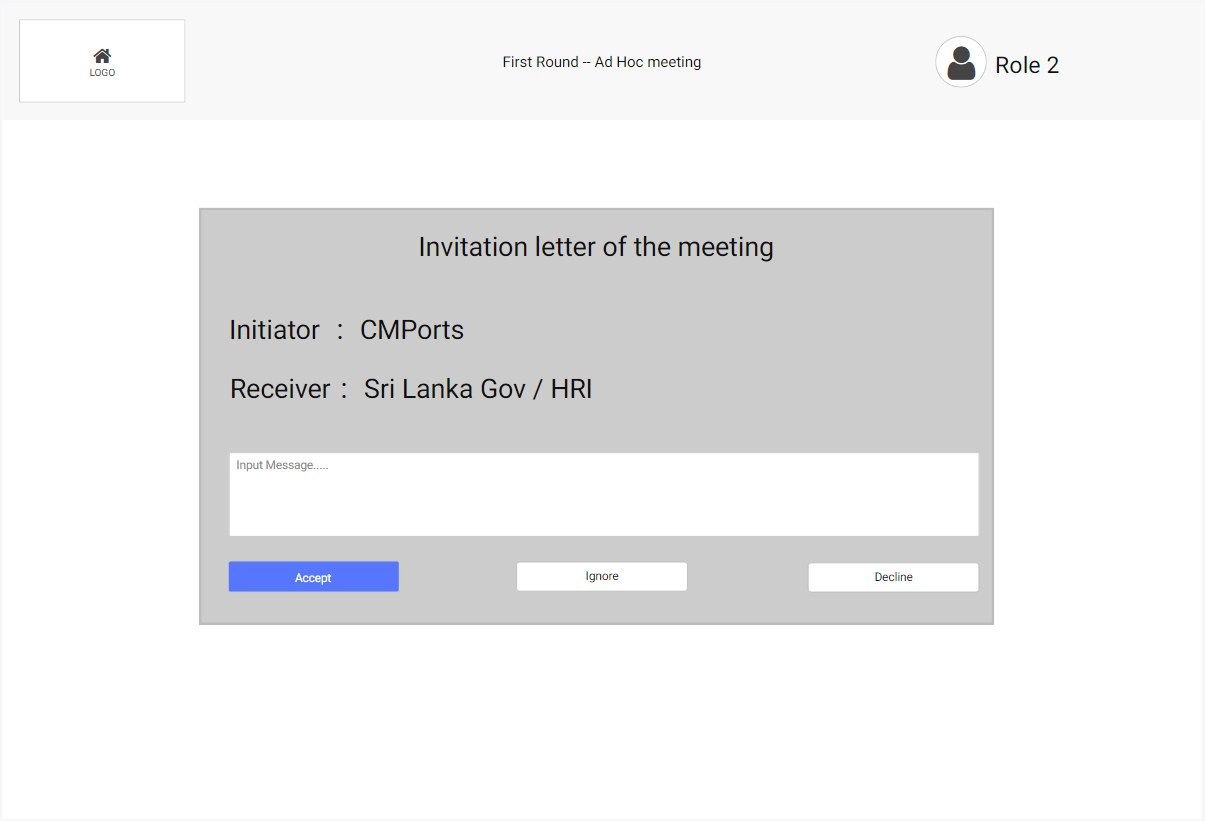 LOGO
First Round -- Ad Hoc meeting
Role 2
Invitation letter of the meeting
Initiator : CMPorts
Receiver : Sri Lanka Gov / HRI
Input Message.....
Accept
Ignore
Decline